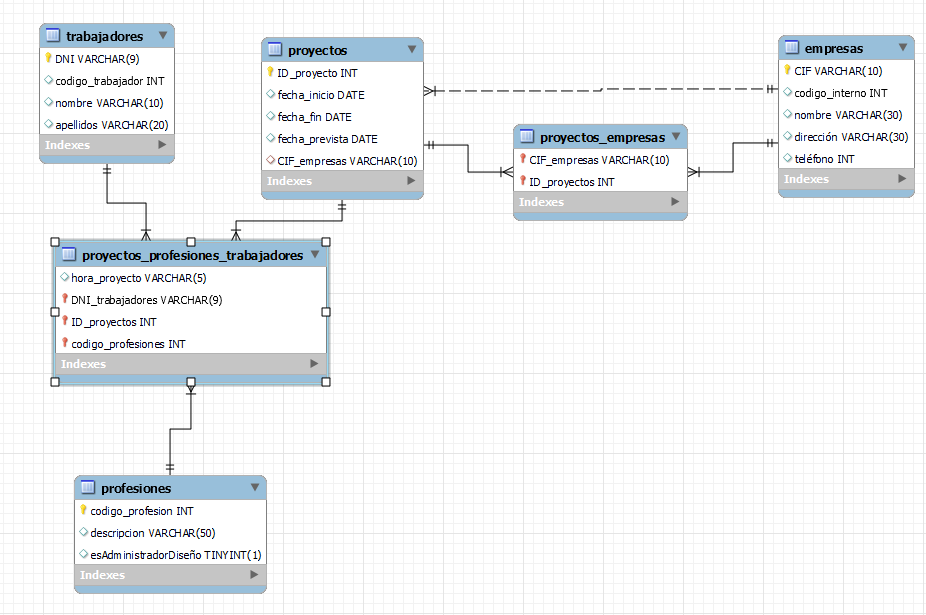 trabajadores
DNI VARCHAR(9)
codigo_trabajador INT
nombre VARCHAR(10)
apellidos VARCHAR(20)
Indexes
proyectos
ID_proyecto INT
fecha_inicio DATE
fecha_fin DATE
fecha_prevista DATE
CIF_empresas VARCHAR(10)
Indexes
empresas
CIF VARCHAR(10)
codigo_interno INT
nombre VARCHAR(30)
dirección VARCHAR(30)
teléfono INT
Indexes
proyectos_empresas
CIF_empresas VARCHAR(10)
ID_proyectos INT
Indexes
proyectos_profesiones_trabajadores
hora_proyecto VARCHAR(5)
DNI_trabajadores VARCHAR(9)
ID_proyectos INT
codigo_profesiones INT
Indexes
profesiones
codigo_profesion INT
descripcion VARCHAR(50)
esAdministradorDiseño TINYINT(1)
Indexes